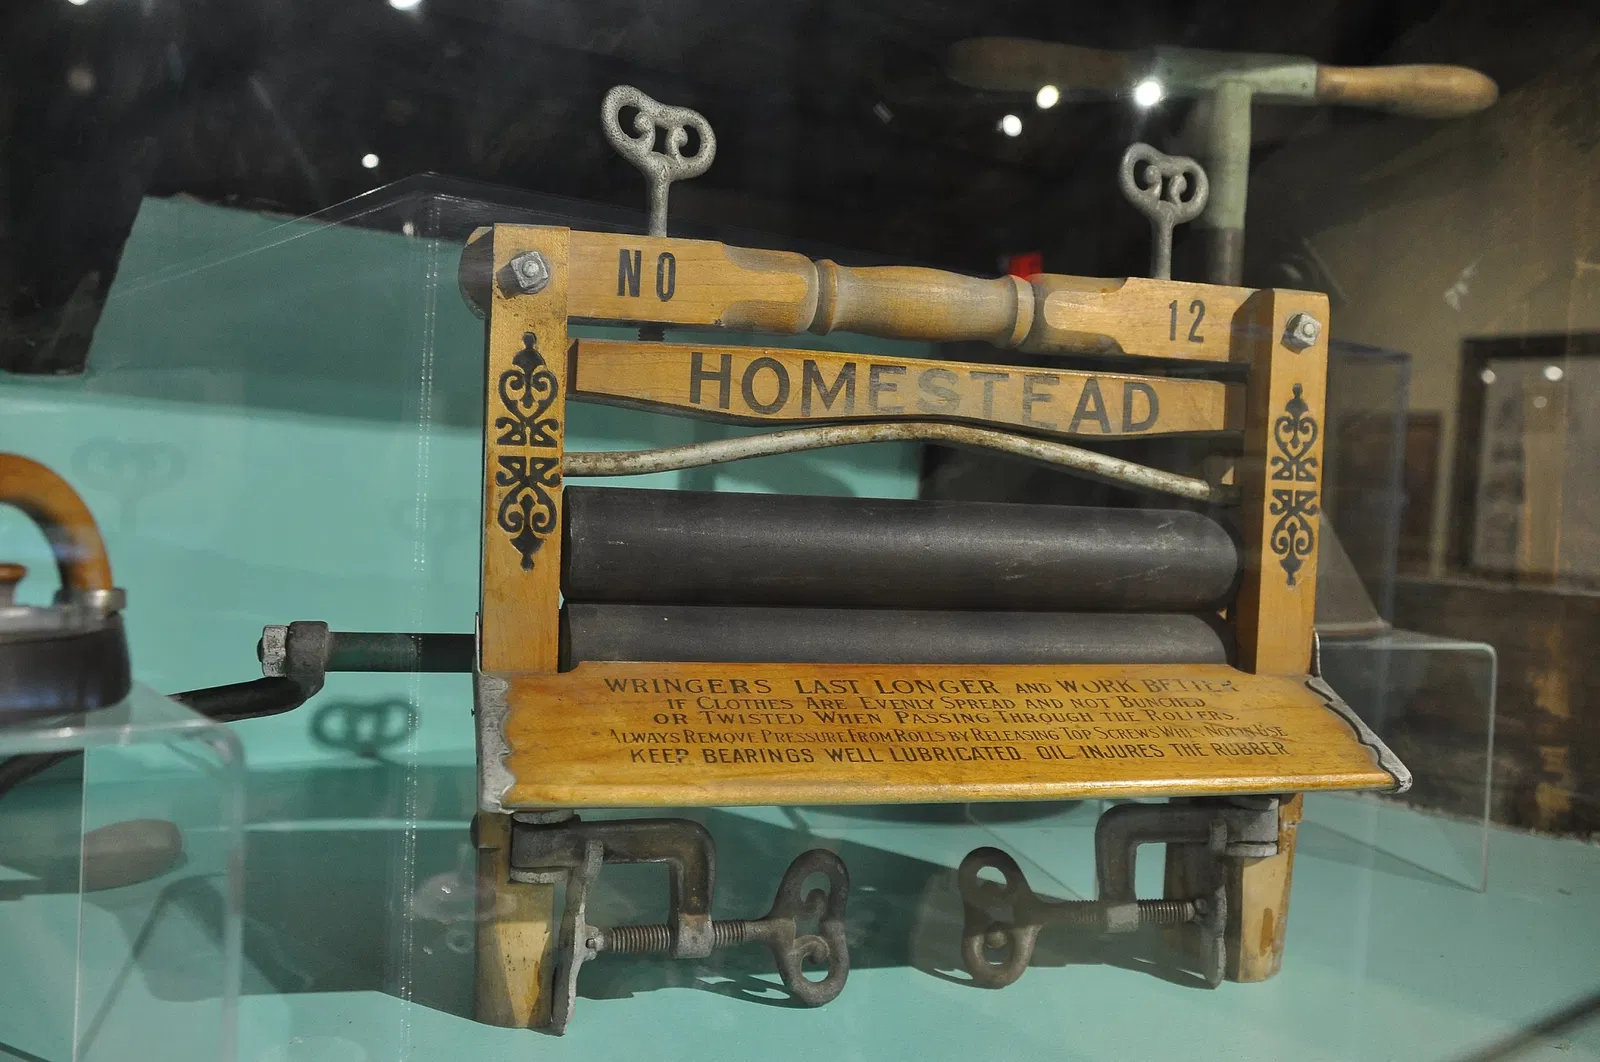 NO 12
HOMESTEAD
WRINGERS LAST LONGER AND WORK BETTER
IF CLOTHES ARE EVENLY SPREAD AND NOT BUNCHED
OR TWISTED WHEN PASSING THROUGH THE ROLLERS.
ALWAYS REMOVE PRESSURE FROM ROLLS BY RELEASING TOP SCREWS WHEN NOT IN USE.
KEEP BEARINGS WELL LUBRICATED. OIL INJURES THE RUBBER